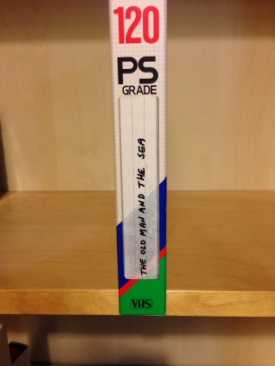 120
PS
GRADE
THE OLD MAN AND THE SEA
VHS